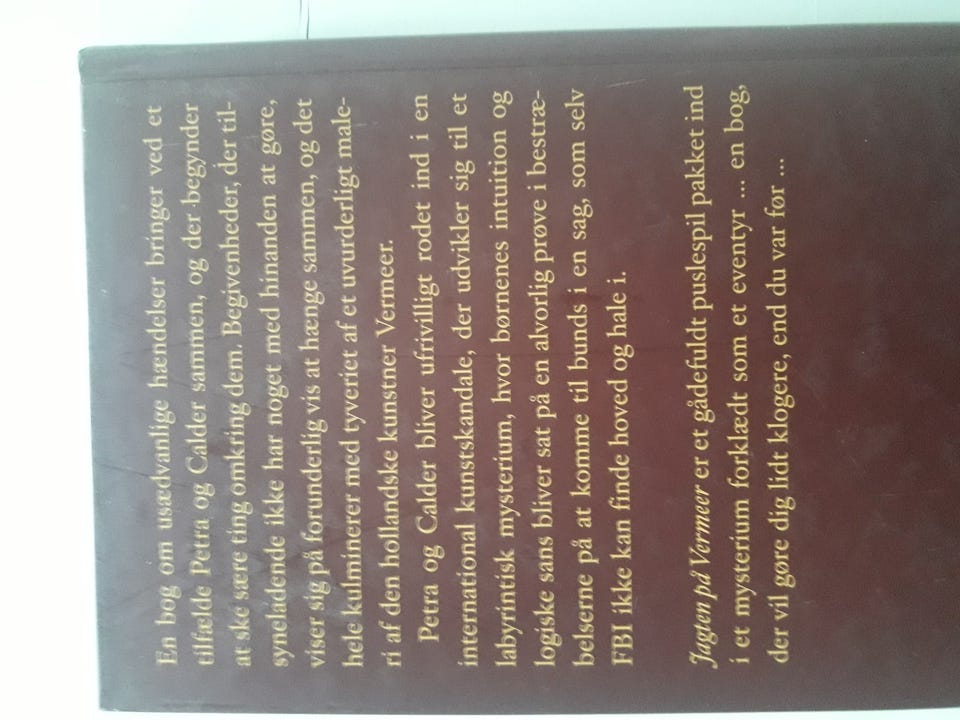 En bog om usædvanlige hændelser bringer ved et
tilfælde Petra og Calder sammen, og der begynder
at ske sære ting omkring dem. Begivenheder, der til-
syneladende ikke har noget med hinanden at gøre,
viser sig på forunderlig vis at hænge sammen, og det
hele kulminerer med tyveriet af et uvurderligt male-
ri af den hollandske kunstner Vermeer.
Petra og Calder bliver ufrivilligt rodet ind i en
international kunstskandale, der udvikler sig til et
labyrintisk mysterium, hvor børnenes intuition og
logiske sans bliver sat på en alvorlig prøve i bestræ-
belserne på at komme til bunds i en sag, som selv
FBI ikke kan finde hoved og hale i.
Jagten på Vermeer er et gådefuldt puslespil pakket ind
i et mysterium forklædt som et eventyr ... en bog,
der vil gøre dig lidt klogere, end du var før ...